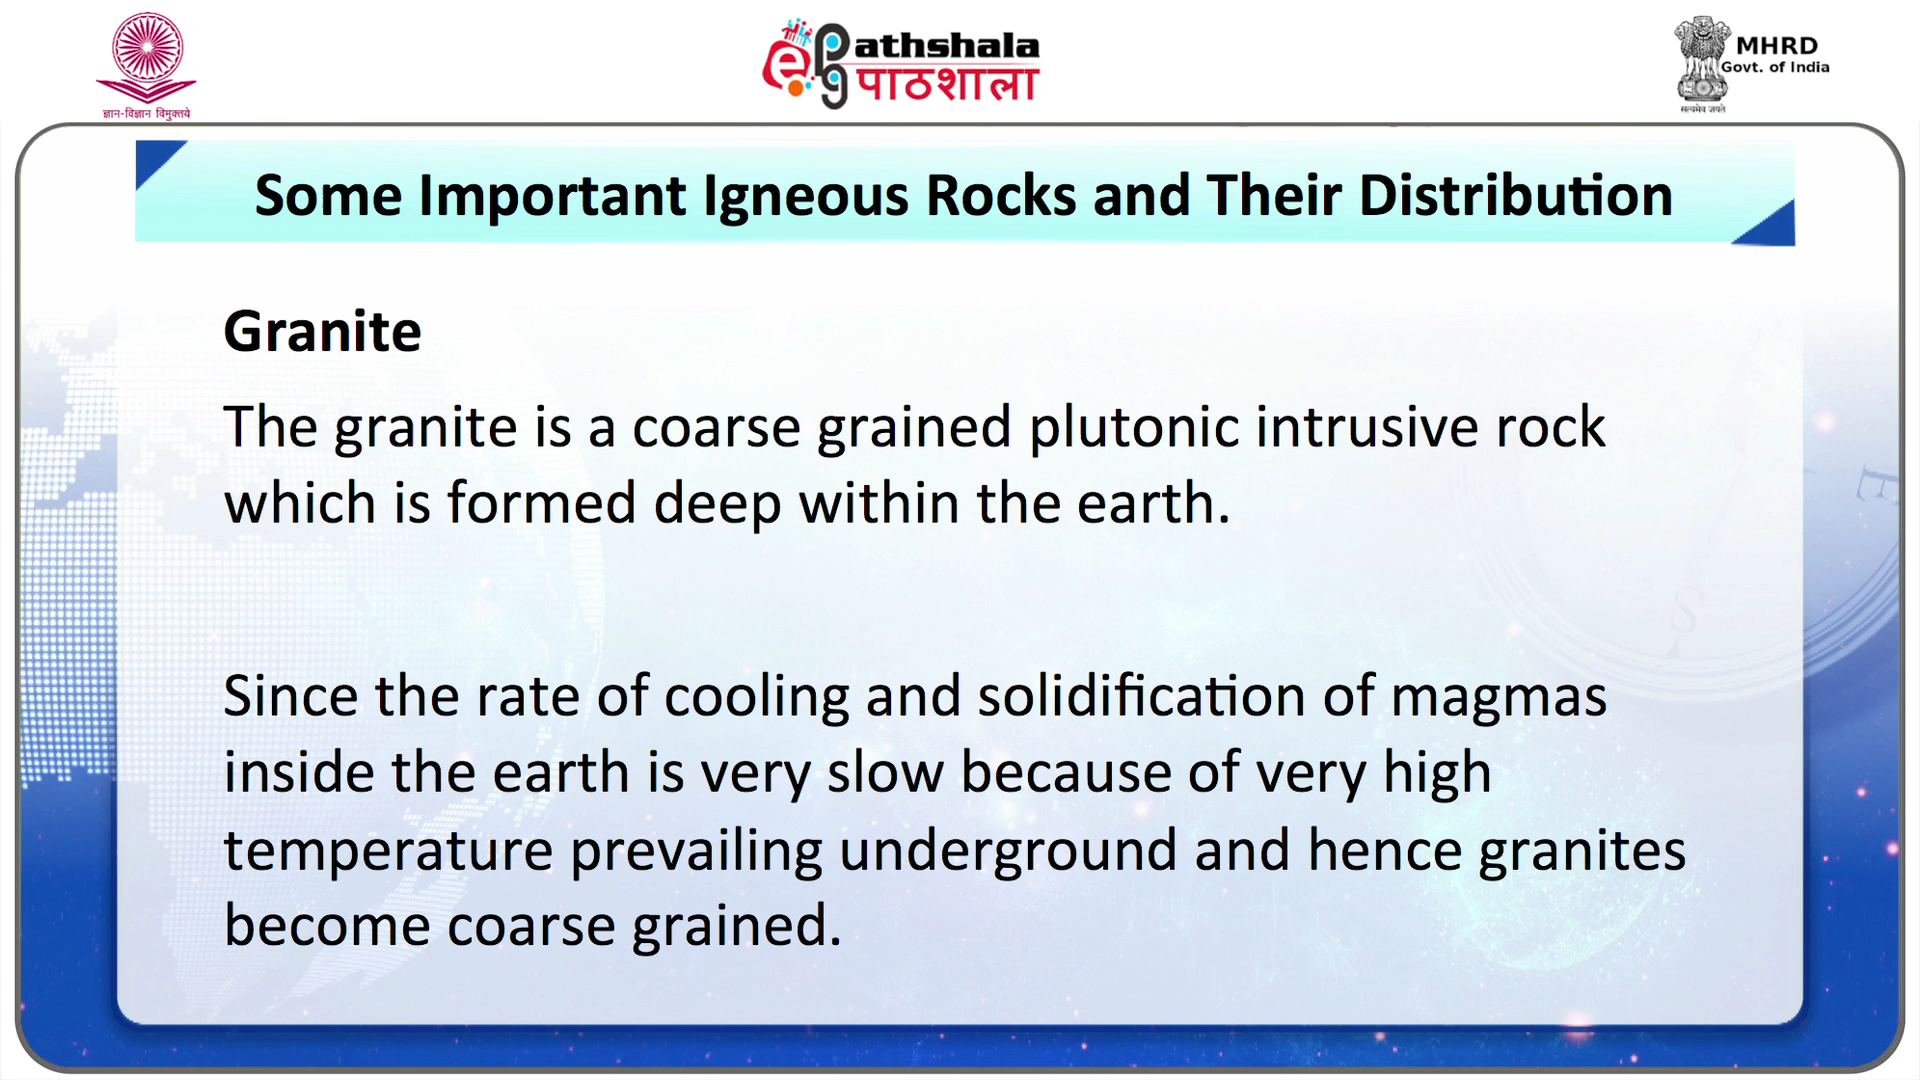 ज्ञान-विज्ञान विमुक्तये
ePathshala
पाठशाला
MHRD
Govt. of India
सत्यमेव जयते
Some Important Igneous Rocks and Their Distribution
Granite
The granite is a coarse grained plutonic intrusive rock
which is formed deep within the earth.
Since the rate of cooling and solidification of magmas
inside the earth is very slow because of very high
temperature prevailing underground and hence granites
become coarse grained.
E
S